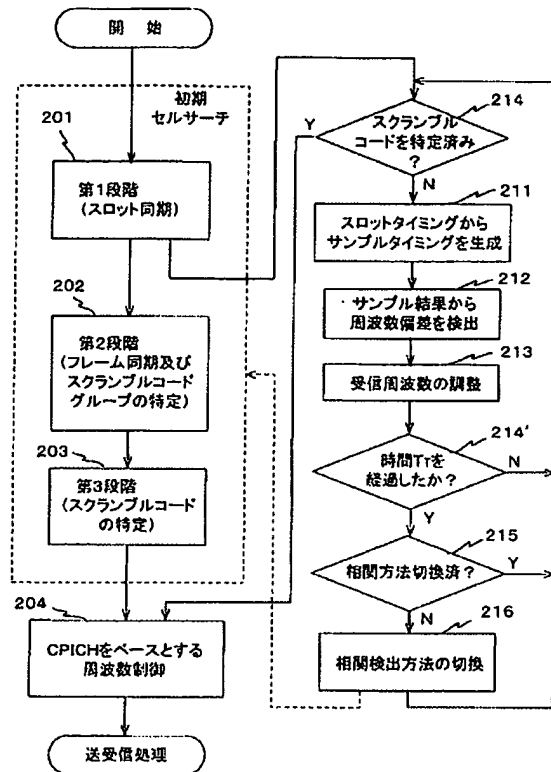 開始
初期
セルサーチ
201
第1段階
(スロット同期)
202
第2段階
(フレーム同期及び
スクランブルコード
グループの特定)
203
第3段階
(スクランブルコード
の特定)
204
CPICHをベースとする
周波数制御
送受信処理
214
スクランブル
コードを特定済み
?
Y
N
211
スロットタイミングから
サンプルタイミングを生成
212
サンプル結果から
周波数偏差を検出
213
受信周波数の調整
214'
時間TTを
経過したか?
N
Y
215
相関方法切換済?
Y
N
216
相関検出方法の切換